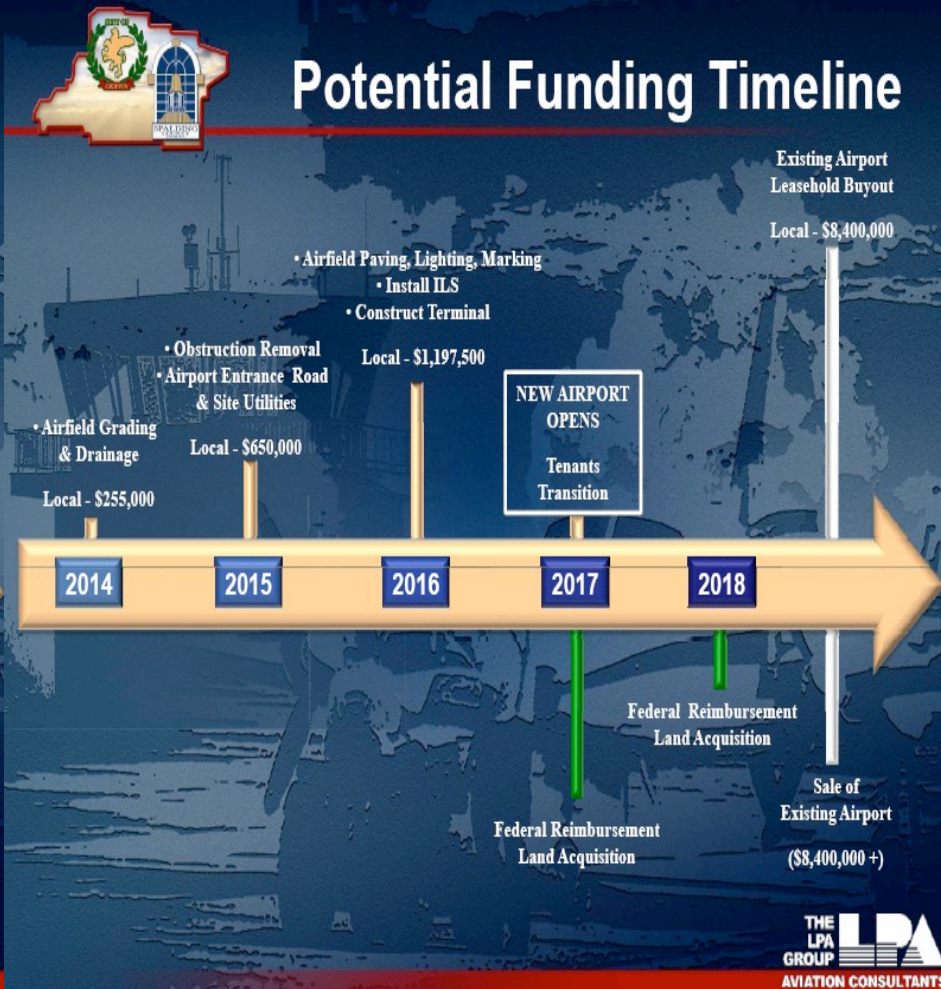 Potential Funding Timeline
SPALDING
COUNTY
Existing Airport
Leasehold Buyout
Local - $8,400,000
• Airfield Paving, Lighting, Marking
• Install ILS
• Construct Terminal
Local - $1,197,500
• Obstruction Removal
• Airport Entrance Road
& Site Utilities
Local - $650,000
• Airfield Grading
& Drainage
Local - $255,000
NEW AIRPORT
OPENS
Tenants
Transition
2014
2015
2016
2017
2018
Federal Reimbursement
Land Acquisition
Federal Reimbursement
Land Acquisition
Sale of
Existing Airport
($8,400,000 +)
THE
LPA
GROUP
LPA
AVIATION CONSULTANTS